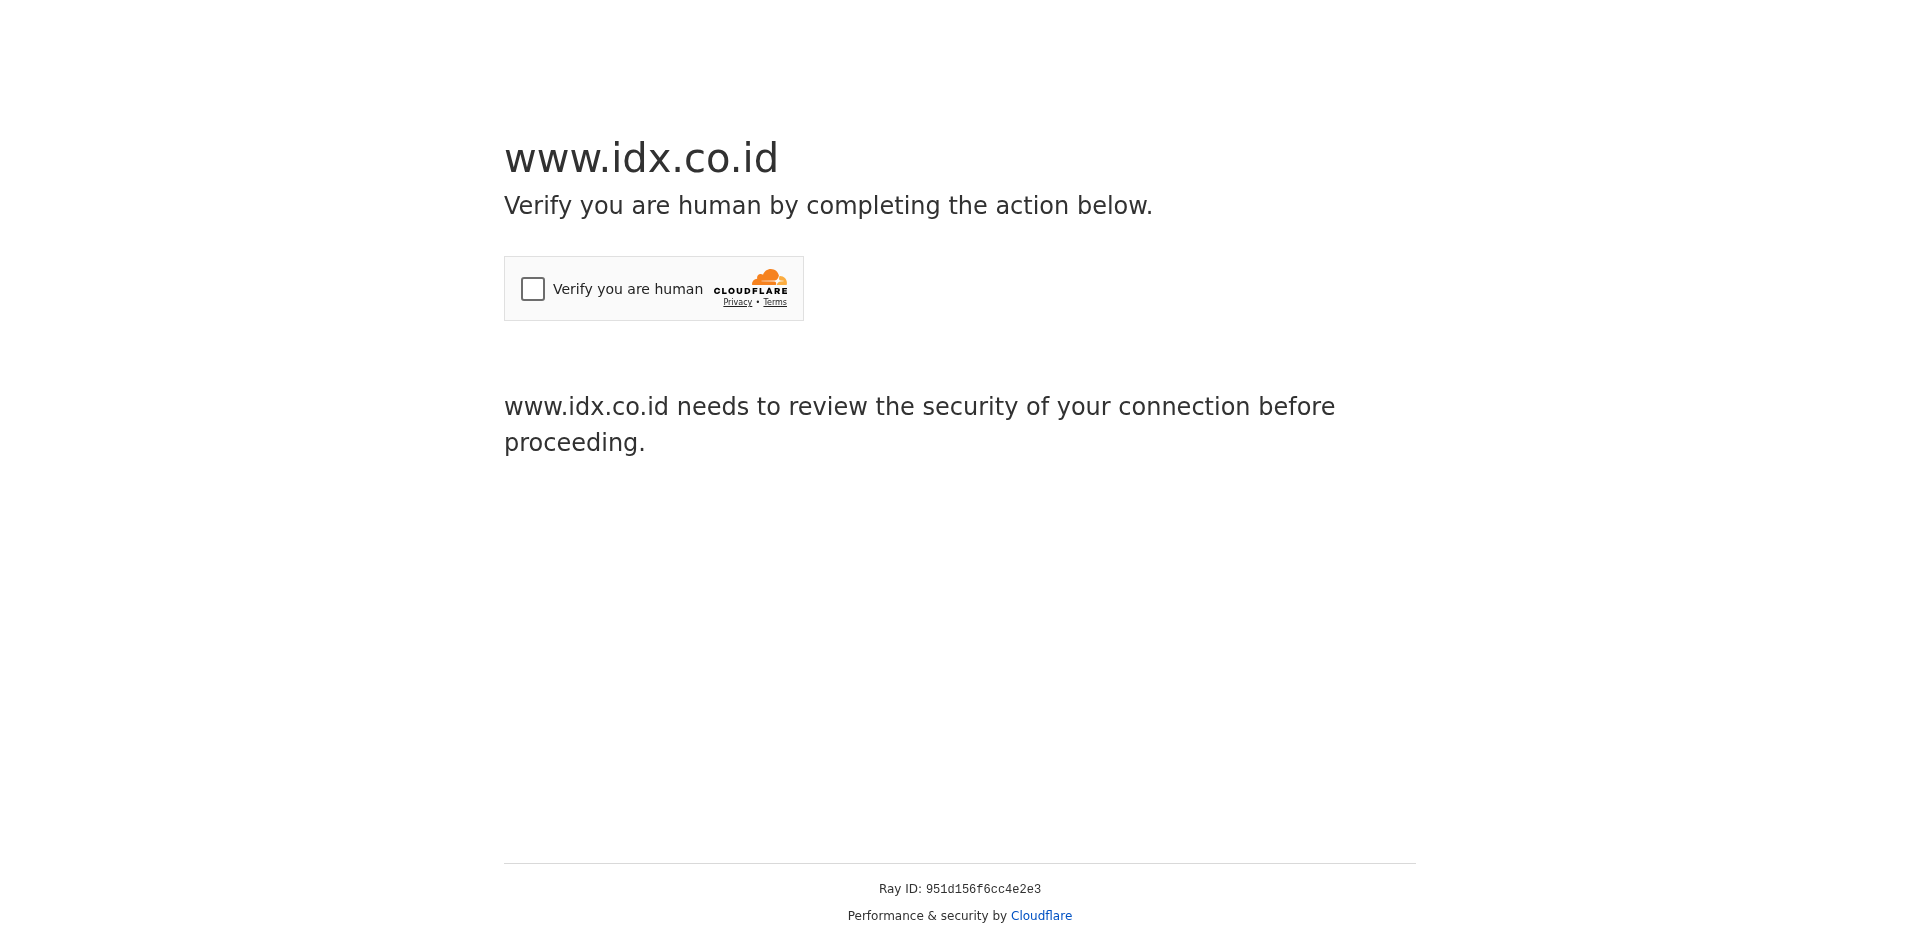 www.idx.co.id
Verify you are human by completing the action below.
Verify you are human
CLOUDFLARE
Privacy • Terms
www.idx.co.id needs to review the security of your connection before
proceeding.
Ray ID: 951d156f6cc4e2e3
Performance & security by Cloudflare